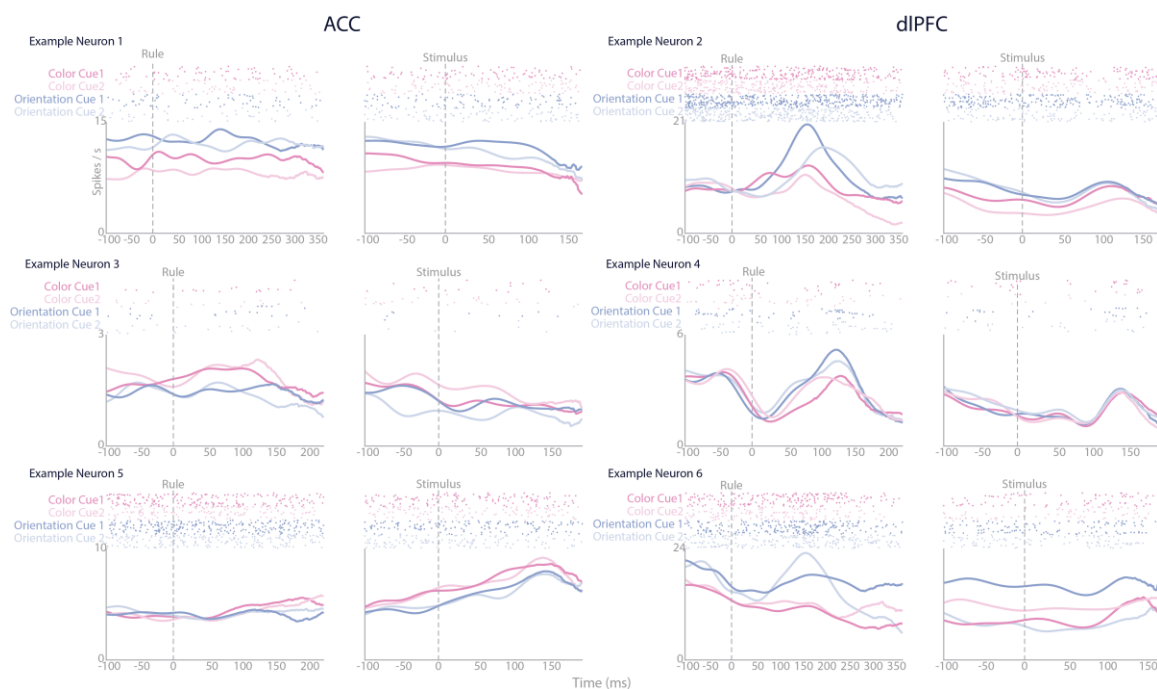 ACC
dlPFC
Example Neuron 1
Rule
Stimulus
Color Cue1
Color Cue2
Orientation Cue 1
Orientation Cue 2
15
Spikes / s
0
-100 -50 0 50 100 150 200 250 300 350
-100 -50 0 50 100 150
Example Neuron 2
Rule
Stimulus
Color Cue1
Color Cue2
Orientation Cue 1
Orientation Cue 2
21
0
-100 -50 0 50 100 150 200 250 300 350
-100 -50 0 50 100 150
Example Neuron 3
Rule
Stimulus
Color Cue1
Color Cue2
Orientation Cue 1
Orientation Cue 2
3
0
-100 -50 0 50 100 150 200
-100 -50 0 50 100 150
Example Neuron 4
Rule
Stimulus
Color Cue1
Color Cue2
Orientation Cue 1
Orientation Cue 2
6
0
-100 -50 0 50 100 150 200
-100 -50 0 50 100 150
Example Neuron 5
Rule
Stimulus
Color Cue1
Color Cue2
Orientation Cue 1
Orientation Cue 2
10
0
-100 -50 0 50 100 150 200
-100 -50 0 50 100 150
Example Neuron 6
Rule
Stimulus
Color Cue1
Color Cue2
Orientation Cue 1
Orientation Cue 2
24
0
-100 -50 0 50 100 150 200 250 300 350
-100 -50 0 50 100 150
Time (ms)